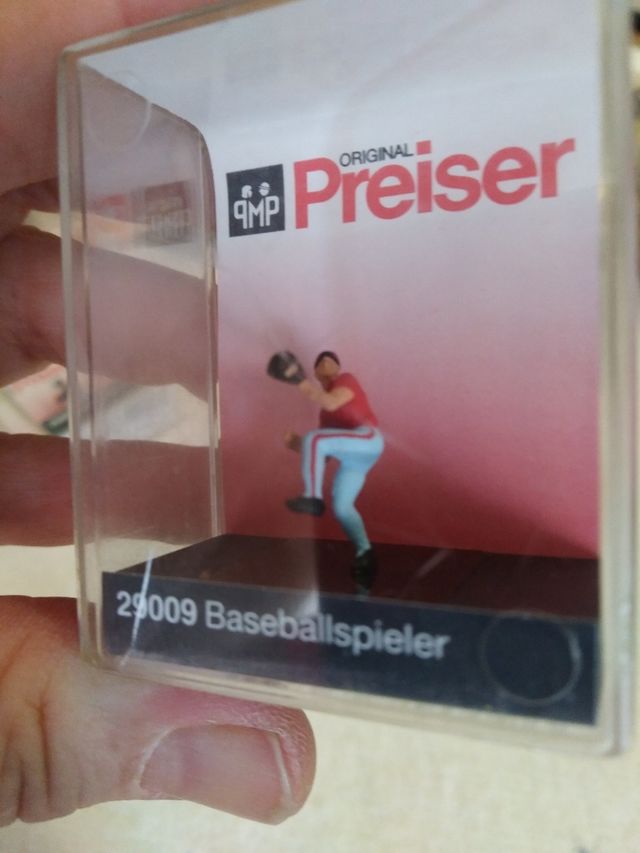 ORIGINAL
PMP Preiser
29009 Baseballspieler